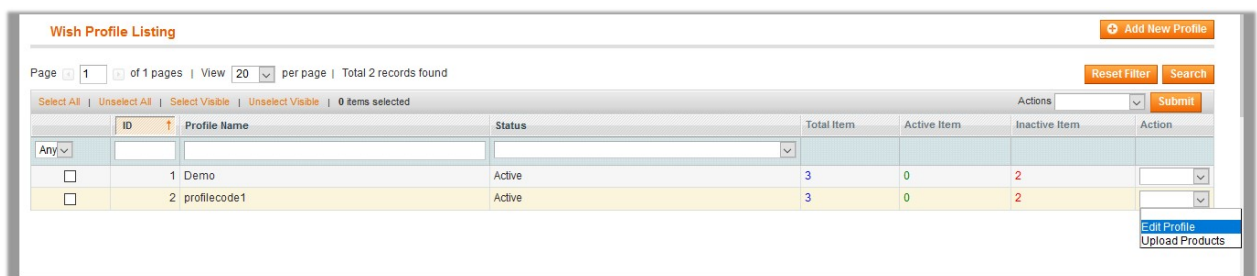 Wish Profile Listing Add New Profile
Page 1 of 1 pages | View 20 per page | Total 2 records found
Reset Filter Search
Select All | Unselect All | Select Visible | Unselect Visible | 0 items selected Actions Submit
ID Profile Name Status Total Item Active Item Inactive Item Action
Any
1 Demo Active 3 0 2
2 profilecode1 Active 3 0 2
Edit Profile
Upload Products